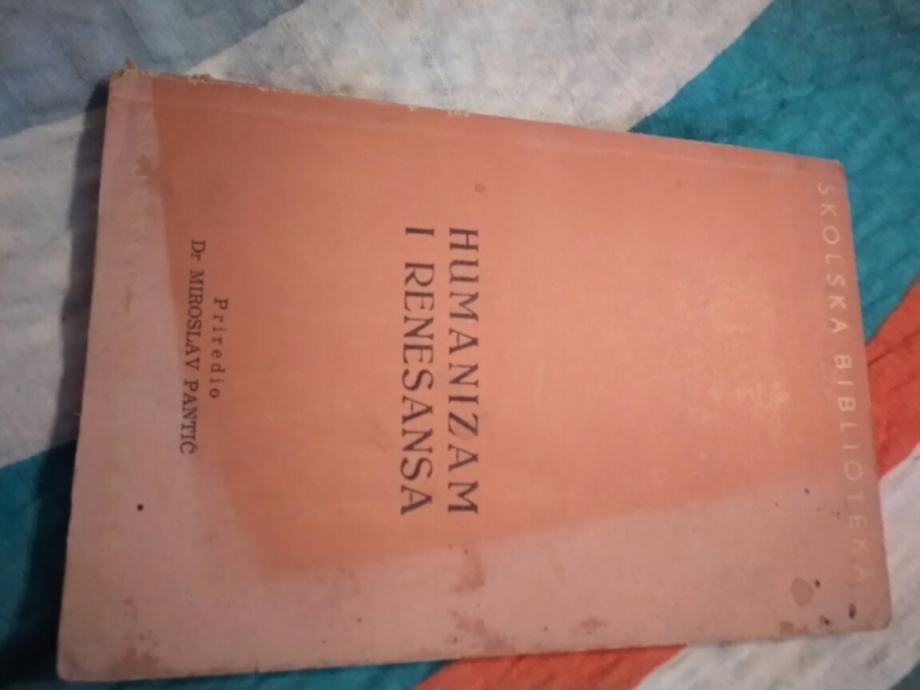 ŠKOLSKA BIBLIOTEKA
HUMANIZAM
I RENESANSA
Priredio
Dr MIROSLAV PANTIĆ